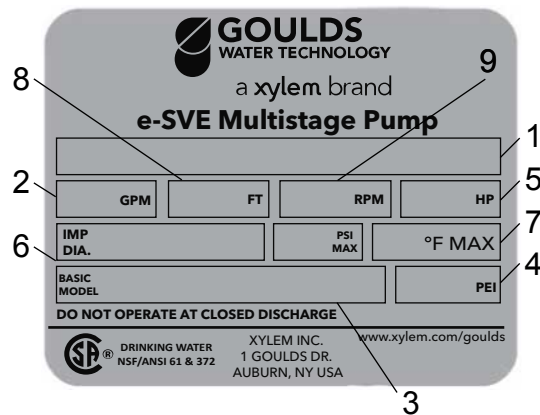 GOULDS
WATER TECHNOLOGY
a xylem brand
e-SVE Multistage Pump
8
9
1
2
GPM
FT
RPM
HP
5
6
IMP
DIA.
PSI
MAX
°F MAX
7
BASIC
MODEL
PEI
4
DO NOT OPERATE AT CLOSED DISCHARGE
SA ® DRINKING WATER
NSF/ANSI 61 & 372
XYLEM INC.
1 GOULDS DR.
AUBURN, NY USA
www.xylem.com/goulds
3